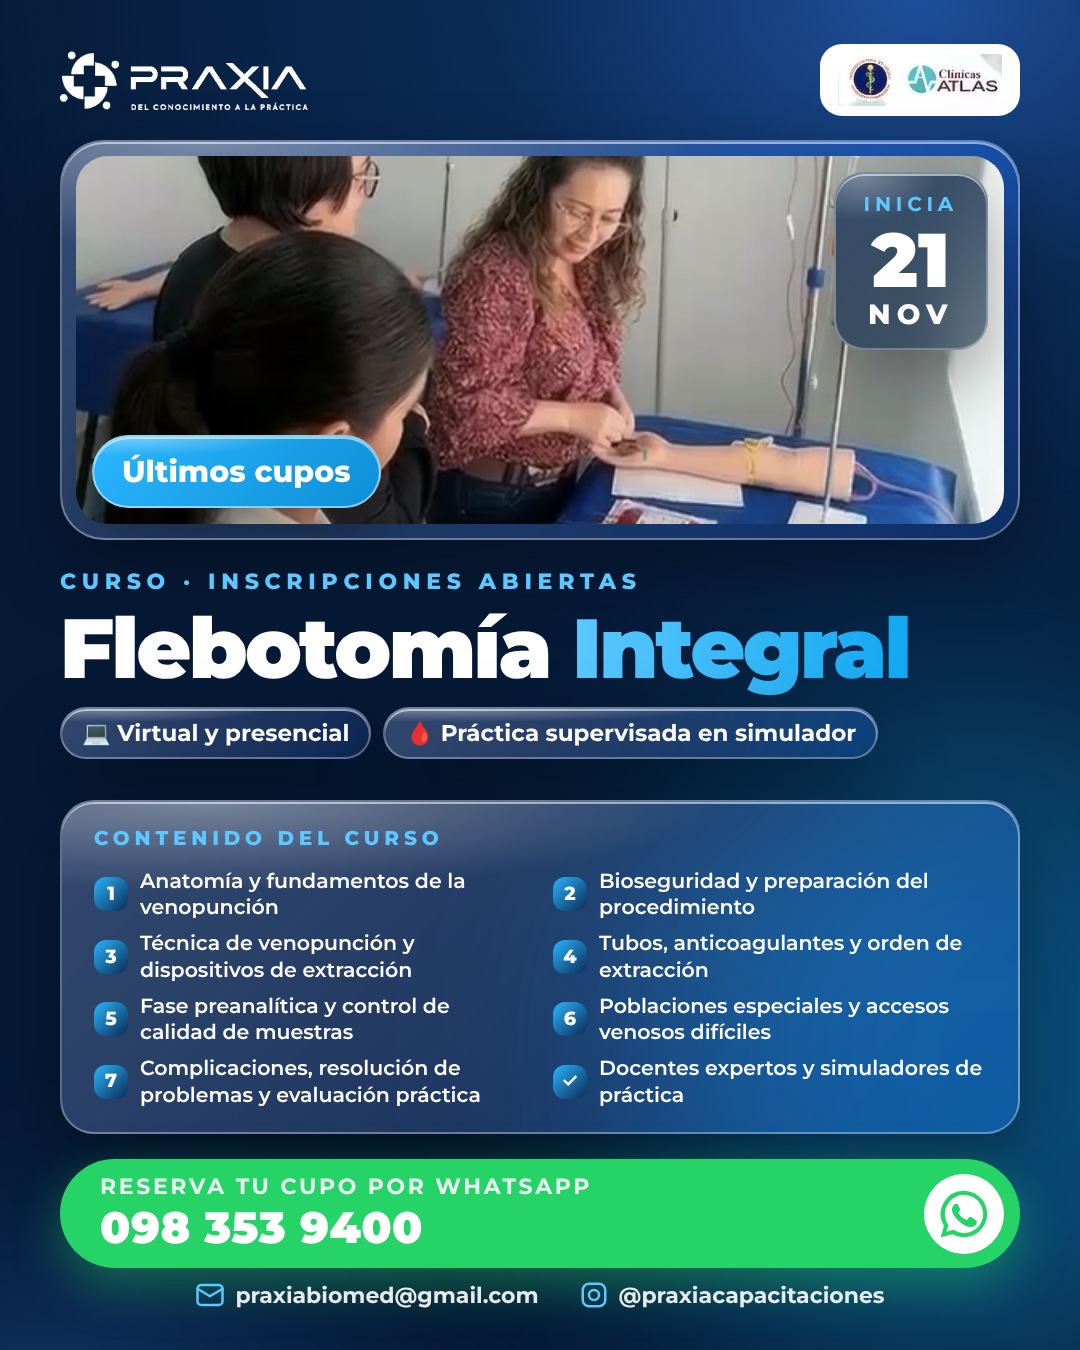 PRAXIA
DEL CONOCIMIENTO A LA PRÁCTICA
Clínicas
ATLAS
INICIA
21
NOV
Últimos cupos
CURSO · INSCRIPCIONES ABIERTAS
Flebotomía Integral
Virtual y presencial
Práctica supervisada en simulador
CONTENIDO DEL CURSO
1 Anatomía y fundamentos de la
venopunción
2 Bioseguridad y preparación del
procedimiento
3 Técnica de venopunción y
dispositivos de extracción
4 Tubos, anticoagulantes y orden de
extracción
5 Fase preanalítica y control de
calidad de muestras
6 Poblaciones especiales y accesos
venosos difíciles
7 Complicaciones, resolución de
problemas y evaluación práctica
Docentes expertos y simuladores de
práctica
RESERVA TU CUPO POR WHATSAPP
098 353 9400
praxiabiomed@gmail.com
@praxiacapacitaciones